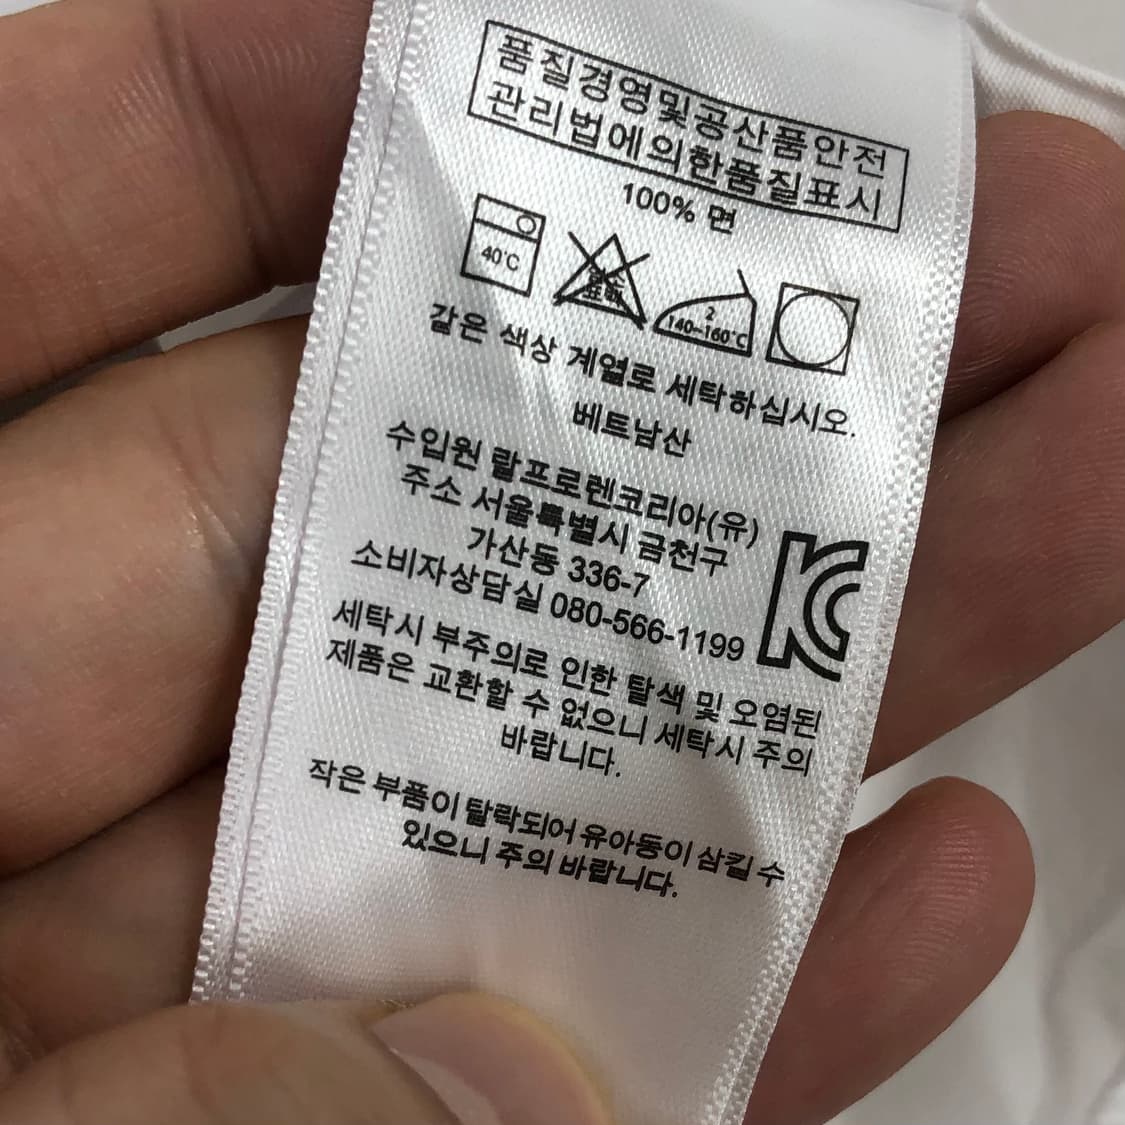 품질경영및공산품안전
관리법에의한품질표시
100% 면
40℃
염소
표백
2
140~160℃
같은 색상 계열로 세탁하십시오.
베트남산
수입원 랄프로렌코리아(유)
주소 서울특별시 금천구
가산동 336-7
소비자상담실 080-566-1199
세탁시 부주의로 인한 탈색 및 오염된
제품은 교환할 수 없으니 세탁시 주의
바랍니다.
작은 부품이 탈락되어 유아동이 삼킬 수
있으니 주의 바랍니다.